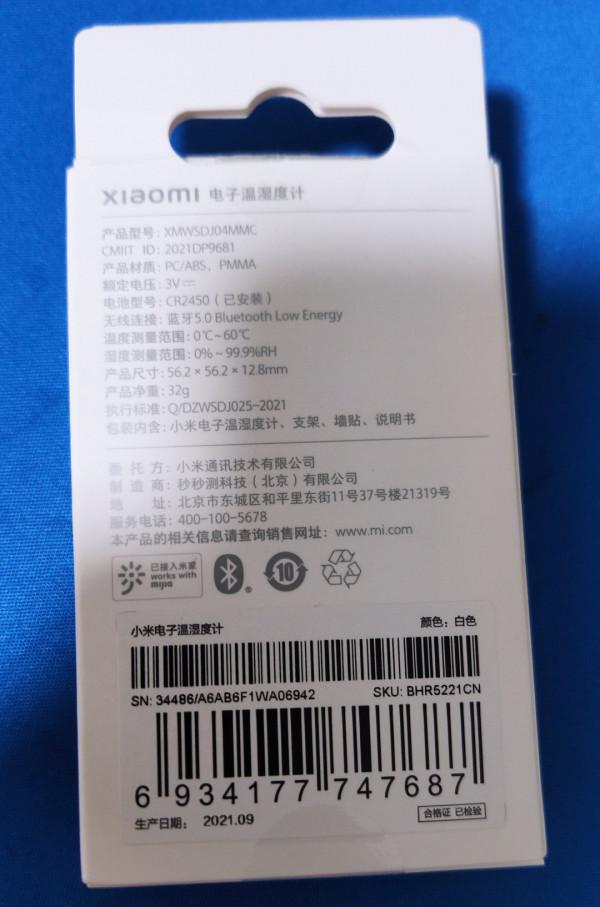 xiaomi 电子温湿度计
产品型号: XMWSDJ04MMC
CMIIT ID: 2021DP9681
产品材质: PC/ABS, PMMA
额定电压: 3V⎓
电池型号: CR2450(已安装)
无线连接: 蓝牙5.0 Bluetooth Low Energy
温度测量范围: 0℃~60℃
湿度测量范围: 0%~99.9%RH
产品尺寸: 56.2×56.2×12.8mm
产品净重: 32g
执行标准: Q/DZWSDJ025-2021
包装内含: 小米电子温湿度计、支架、墙贴、说明书
委 托 方: 小米通讯技术有限公司
制 造 商: 秒秒测科技(北京)有限公司
地 址: 北京市东城区和平里东街11号37号楼21319号
服务电话: 400-100-5678
本产品的相关信息请查询销售网址: www.mi.com
已接入米家
works with
mijia
10
小米电子温湿度计 颜色: 白色
SN: 34486/A6AB6F1WA06942 SKU: BHR5221CN
6 934177 747687
生产日期: 2021.09 合格证 已检验